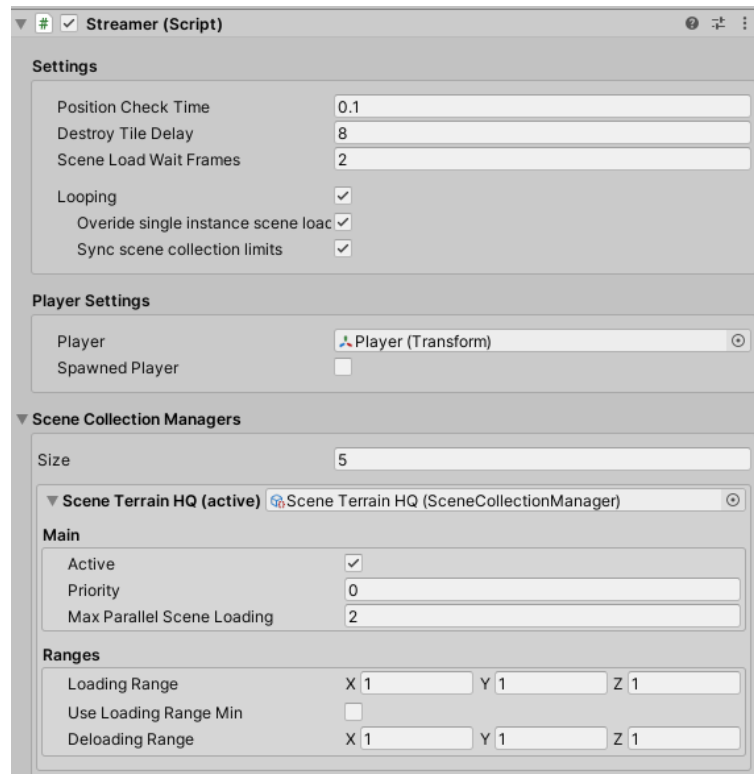 # Streamer (Script)
Settings
Position Check Time 0.1
Destroy Tile Delay 8
Scene Load Wait Frames 2
Looping
Overide single instance scene loac
Sync scene collection limits
Player Settings
Player Player (Transform)
Spawned Player
Scene Collection Managers
Size 5
Scene Terrain HQ (active) Scene Terrain HQ (SceneCollectionManager)
Main
Active
Priority 0
Max Parallel Scene Loading 2
Ranges
Loading Range X 1 Y 1 Z 1
Use Loading Range Min
Deloading Range X 1 Y 1 Z 1